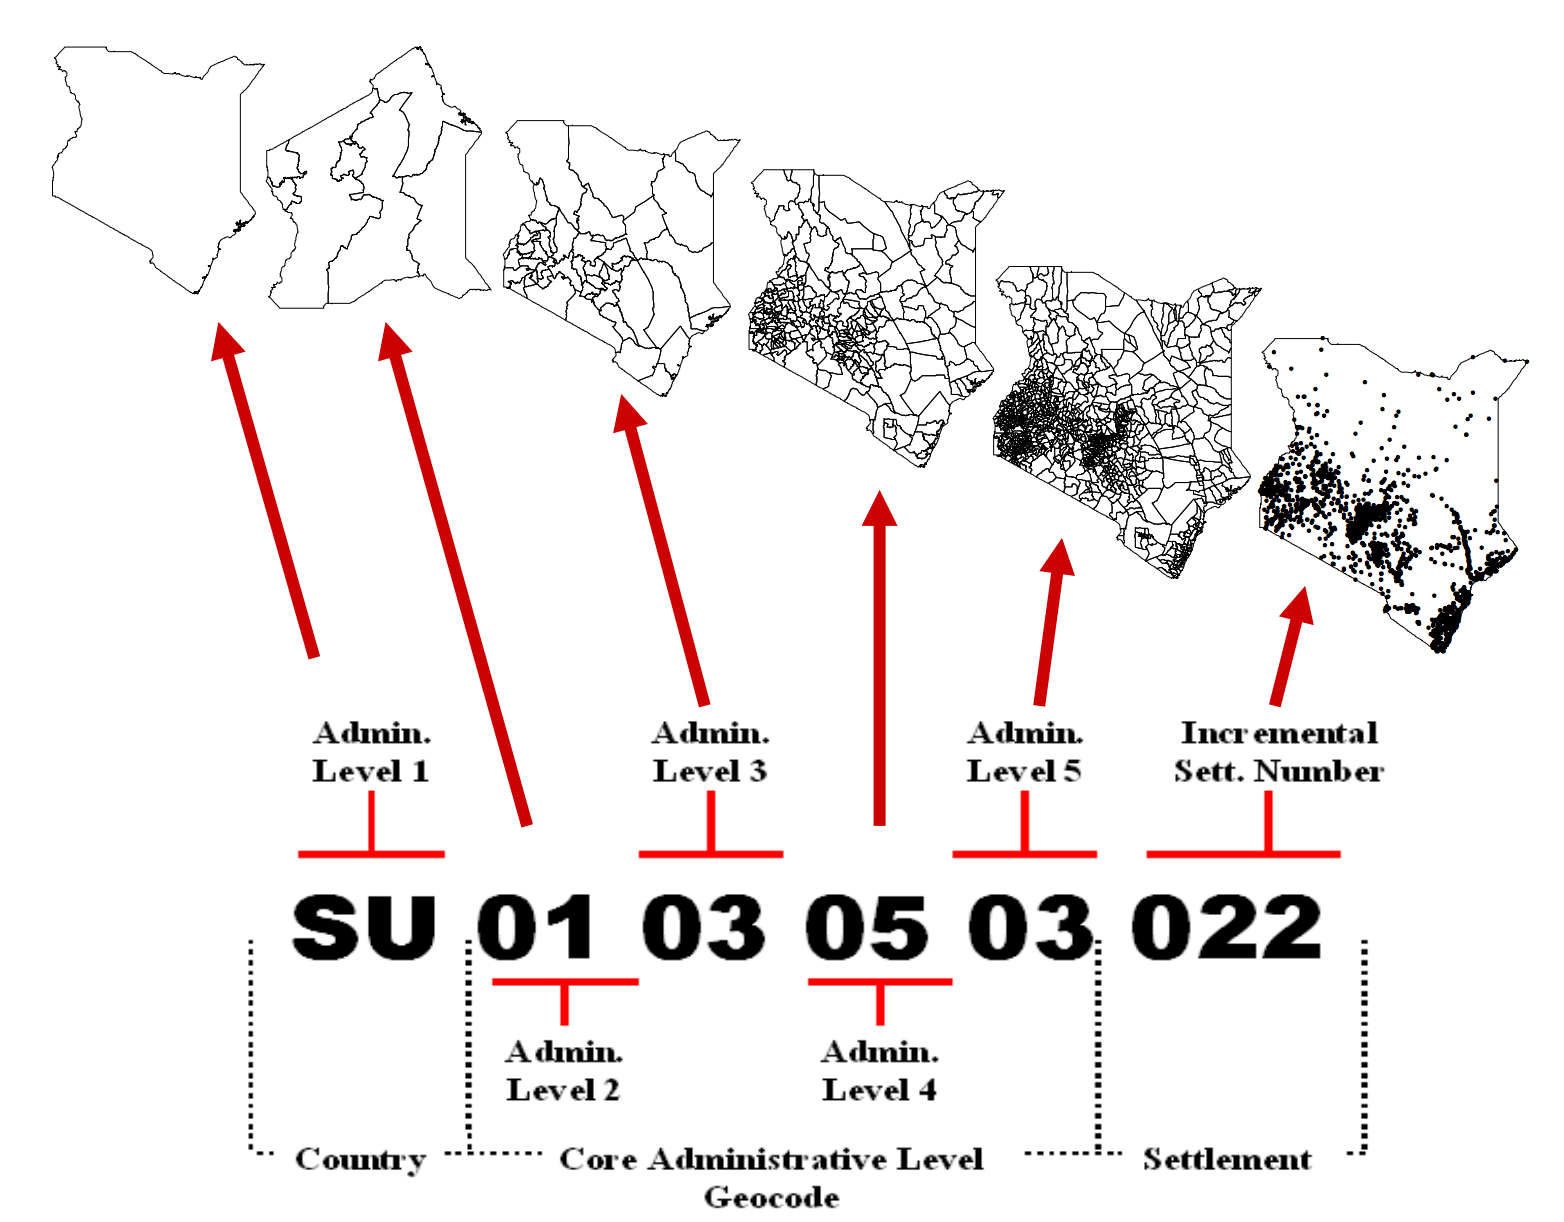 Admin.
Level 1
Admin.
Level 3
Admin.
Level 5
Incremental
Sett. Number
SU 01 03 05 03 022
Admin.
Level 2
Admin.
Level 4
Country
Core Administrative Level
Geocode
Settlement